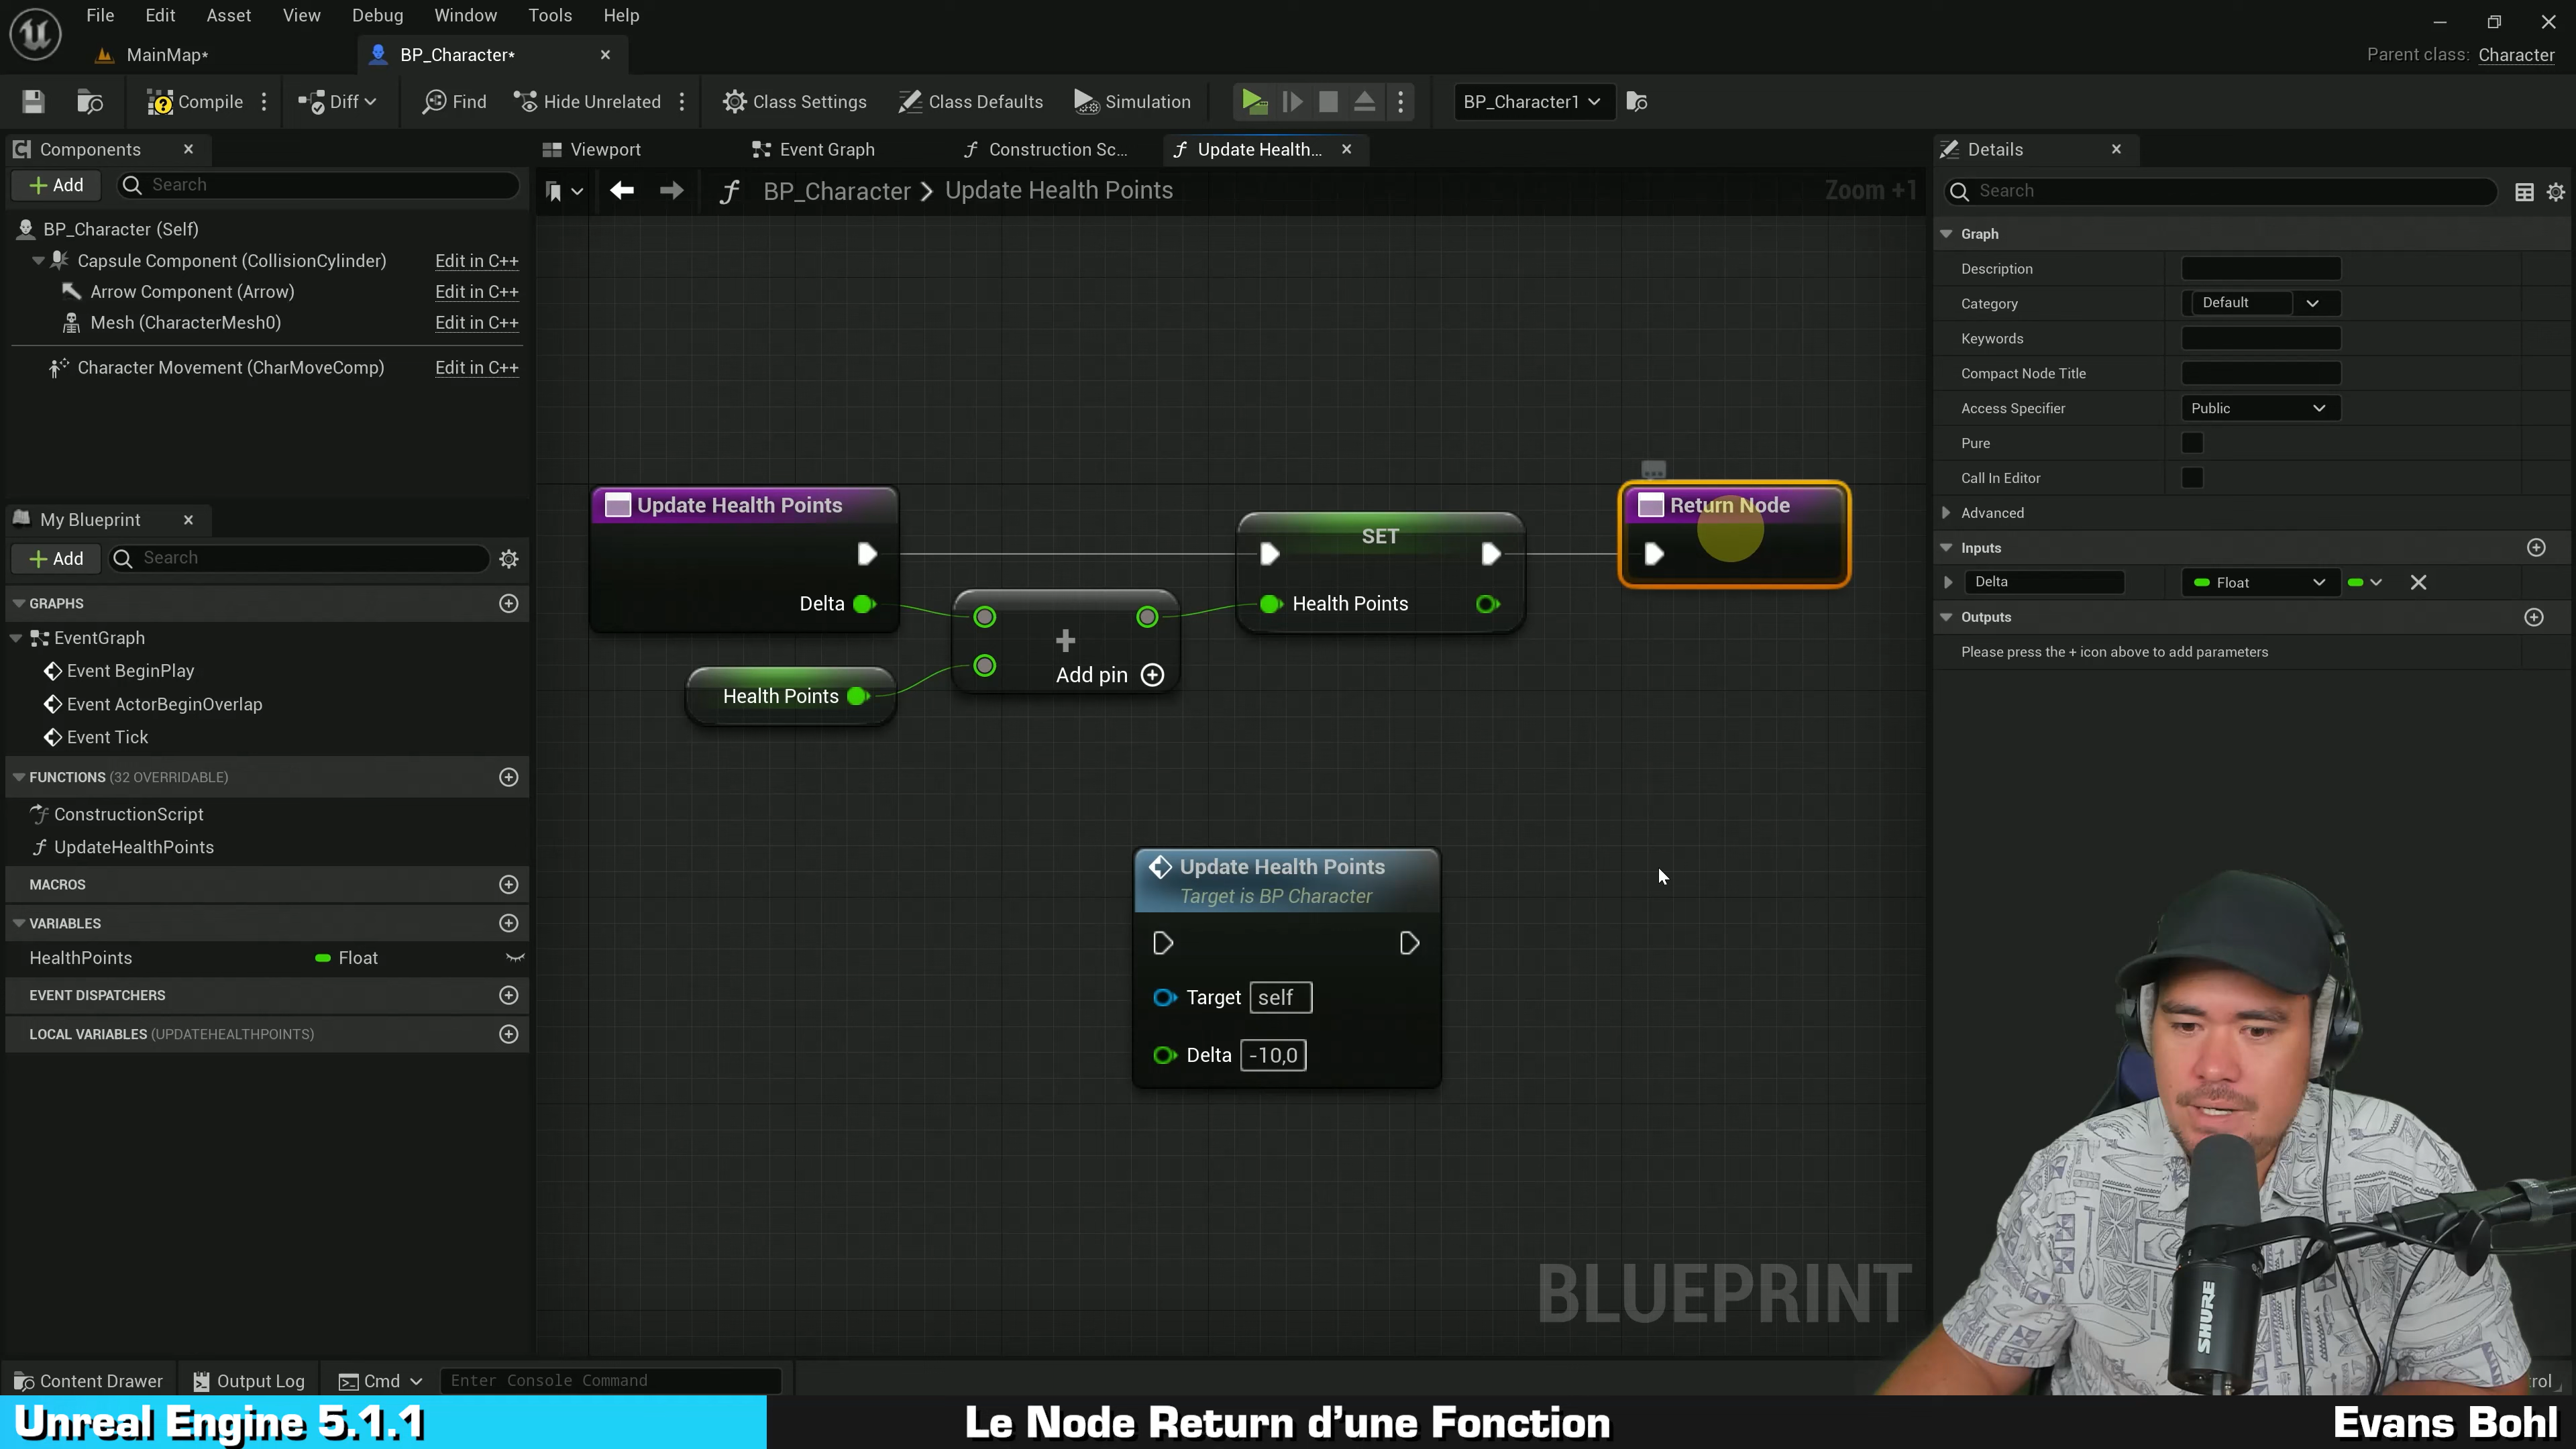 File Edit Asset View Debug Window Tools Help
MainMap*
BP_Character*
Parent class: Character
Compile
Diff
Find
Hide Unrelated
Class Settings
Class Defaults
Simulation
BP_Character1
Components
Add
Search
BP_Character (Self)
Capsule Component (CollisionCylinder) Edit in C++
Arrow Component (Arrow) Edit in C++
Mesh (CharacterMesh0) Edit in C++
Character Movement (CharMoveComp) Edit in C++
My Blueprint
Add
Search
GRAPHS
EventGraph
Event BeginPlay
Event ActorBeginOverlap
Event Tick
FUNCTIONS (32 OVERRIDABLE)
ConstructionScript
UpdateHealthPoints
MACROS
VARIABLES
HealthPoints Float
EVENT DISPATCHERS
LOCAL VARIABLES (UPDATEHEALTHPOINTS)
Viewport
Event Graph
Construction Sc...
Update Health...
BP_Character > Update Health Points
Zoom +1
Update Health Points
Delta
Health Points
Add pin
SET
Health Points
Return Node
Update Health Points
Target is BP Character
Target self
Delta -10,0
BLUEPRINT
Details
Search
Graph
Description
Category Default
Keywords
Compact Node Title
Access Specifier Public
Pure
Call In Editor
Advanced
Inputs
Delta Float
Outputs
Please press the + icon above to add parameters
SHURE
Content Drawer
Output Log
Cmd
Enter Console Command
Unreal Engine 5.1.1
Le Node Return d'une Fonction
Evans Bohl